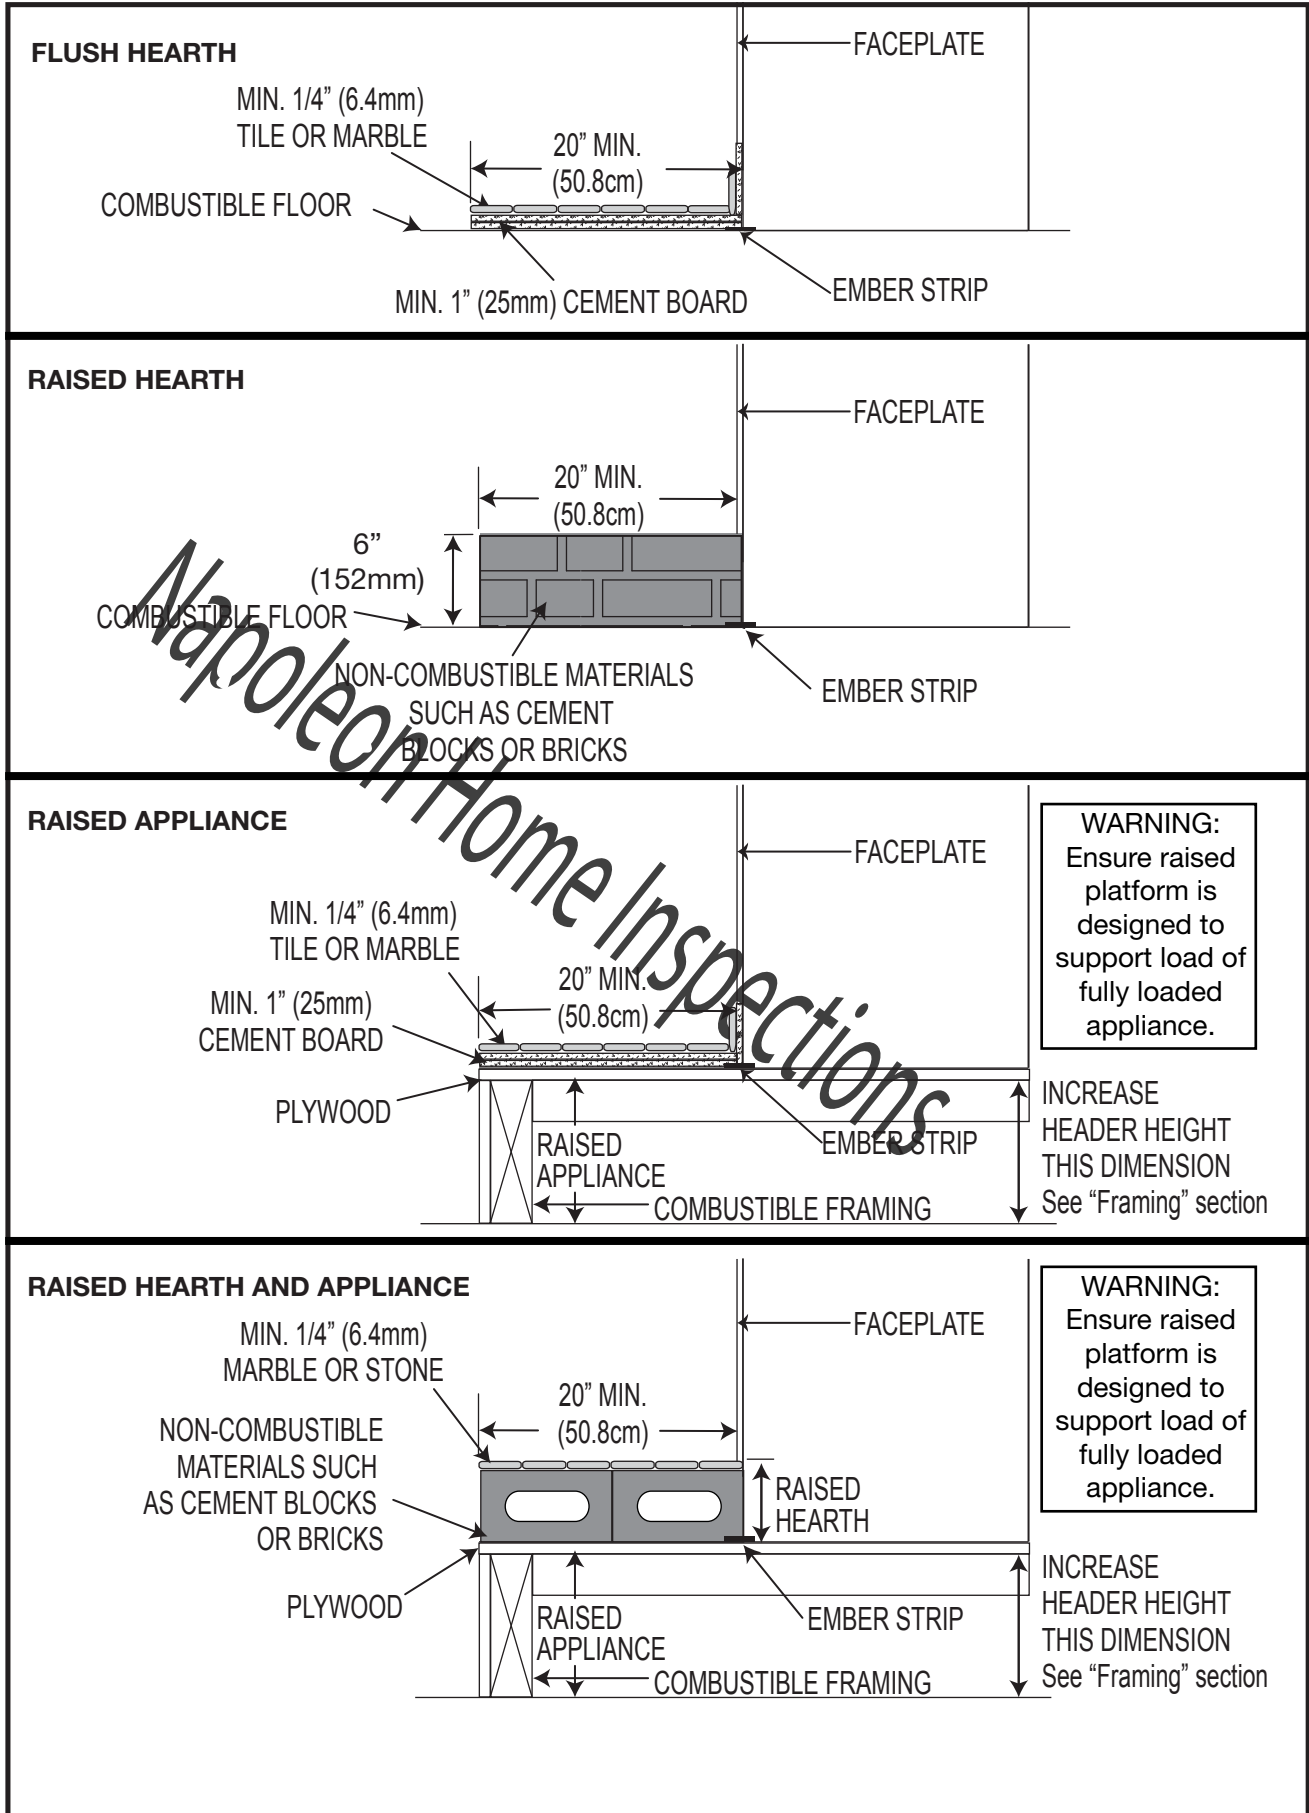 FLUSH HEARTH
FACEPLATE
MIN. 1/4” (6.4mm)
TILE OR MARBLE
20” MIN.
(50.8cm)
COMBUSTIBLE FLOOR
MIN. 1” (25mm) CEMENT BOARD
EMBER STRIP
RAISED HEARTH
FACEPLATE
20” MIN.
(50.8cm)
6”
(152mm)
COMBUSTIBLE FLOOR
NON-COMBUSTIBLE MATERIALS
SUCH AS CEMENT
BLOCKS OR BRICKS
EMBER STRIP
Napoleon Home Inspections
RAISED APPLIANCE
FACEPLATE
WARNING:
Ensure raised
platform is
designed to
support load of
fully loaded
appliance.
MIN. 1/4” (6.4mm)
TILE OR MARBLE
20” MIN.
(50.8cm)
MIN. 1” (25mm)
CEMENT BOARD
PLYWOOD
RAISED
APPLIANCE
EMBER STRIP
COMBUSTIBLE FRAMING
INCREASE
HEADER HEIGHT
THIS DIMENSION
See “Framing” section
RAISED HEARTH AND APPLIANCE
FACEPLATE
WARNING:
Ensure raised
platform is
designed to
support load of
fully loaded
appliance.
MIN. 1/4” (6.4mm)
MARBLE OR STONE
20” MIN.
(50.8cm)
NON-COMBUSTIBLE
MATERIALS SUCH
AS CEMENT BLOCKS
OR BRICKS
RAISED
HEARTH
PLYWOOD
RAISED
APPLIANCE
EMBER STRIP
COMBUSTIBLE FRAMING
INCREASE
HEADER HEIGHT
THIS DIMENSION
See “Framing” section